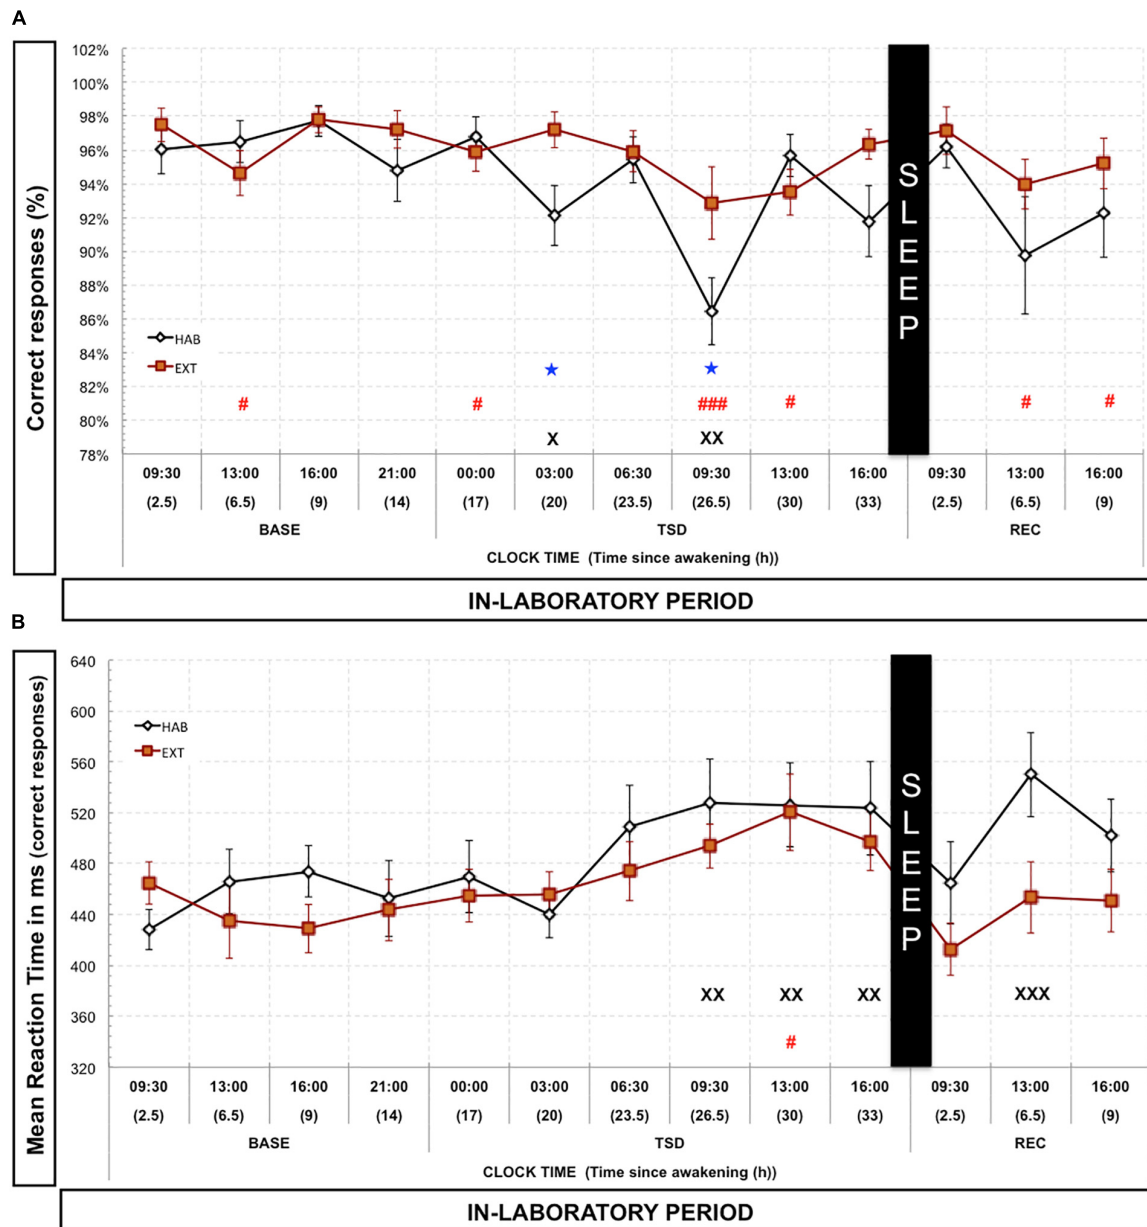 A
Correct responses (%)
102%
100%
98%
96%
94%
92%
90%
88%
86%
84%
82%
80%
78%
HAB
EXT
# # ### # # #
X XX
SLEEP
09:30 13:00 16:00 21:00 00:00 03:00 06:30 09:30 13:00 16:00 09:30 13:00 16:00
(2.5) (6.5) (9) (14) (17) (20) (23.5) (26.5) (30) (33) (2.5) (6.5) (9)
BASE TSD REC
CLOCK TIME (Time since awakening (h))
IN-LABORATORY PERIOD
B
Mean Reaction Time in ms (correct responses)
640
600
560
520
480
440
400
360
320
HAB
EXT
SLEEP
XX XX XX XXX
#
09:30 13:00 16:00 21:00 00:00 03:00 06:30 09:30 13:00 16:00 09:30 13:00 16:00
(2.5) (6.5) (9) (14) (17) (20) (23.5) (26.5) (30) (33) (2.5) (6.5) (9)
BASE TSD REC
CLOCK TIME (Time since awakening (h))
IN-LABORATORY PERIOD